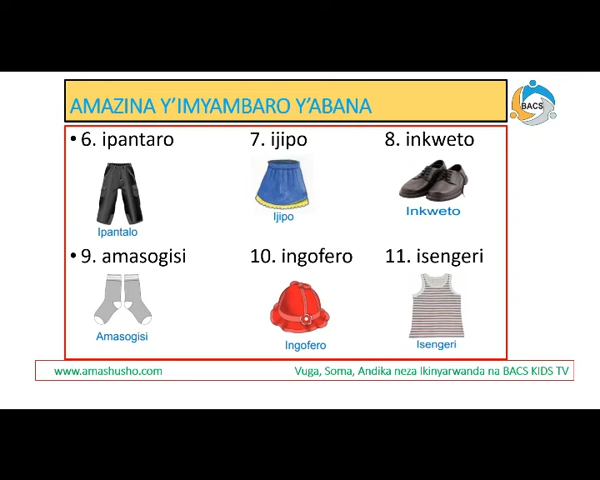 AMAZINA Y’IMYAMBARO Y’ABANA
BACS
• 6. ipantaro 7. ijipo 8. inkweto
Ipantalo Ijipo Inkweto
• 9. amasogisi 10. ingofero 11. isengeri
Amasogisi Ingofero Isengeri
www.amashusho.com Vuga, Soma, Andika neza Ikinyarwanda na BACS KIDS TV